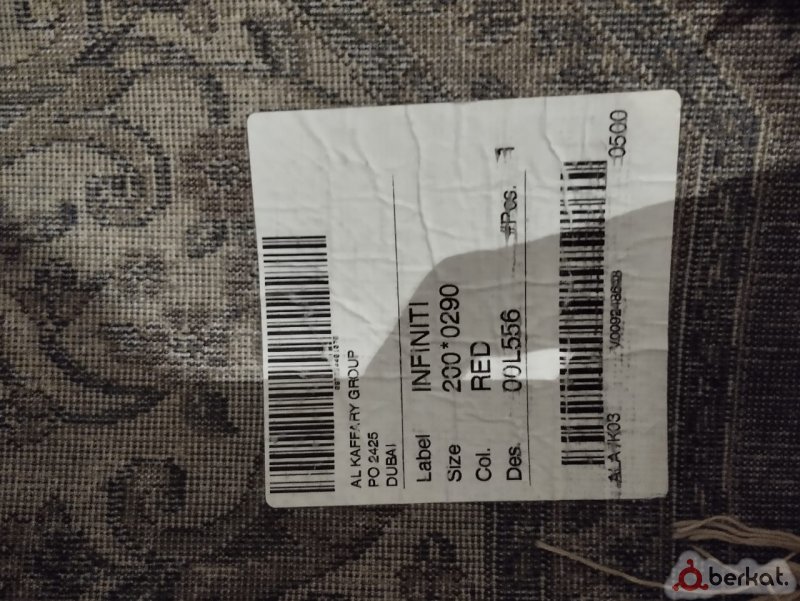 AL KAFFARY GROUP
PO 2425
DUBAI
Label INFINITI
Size 200*0290
Col. RED
Des. 00L556 #Pcs. 1
ALA
0500
berkat.